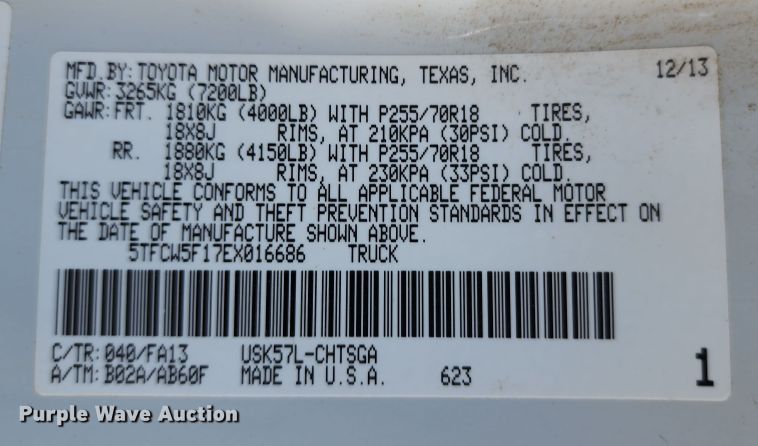 MFD.BY: TOYOTA MOTOR MANUFACTURING, TEXAS, INC. 12/13
GVWR: 3265KG (7200LB)
GAWR: FRT. 1810KG (4000LB) WITH P255/70R18 TIRES,
18X8J RIMS, AT 210KPA (30PSI) COLD.
RR. 1880KG (4150LB) WITH P255/70R18 TIRES,
18X8J RIMS, AT 230KPA (33PSI) COLD.
THIS VEHICLE CONFORMS TO ALL APPLICABLE FEDERAL MOTOR
VEHICLE SAFETY AND THEFT PREVENTION STANDARDS IN EFFECT ON
THE DATE OF MANUFACTURE SHOWN ABOVE.
5TFCW5F17EX016686 TRUCK
C/TR: 040/FA13 USK57L-CHTSGA
A/TM: B02A/AB60F MADE IN U.S.A. 623 1
Purple Wave Auction